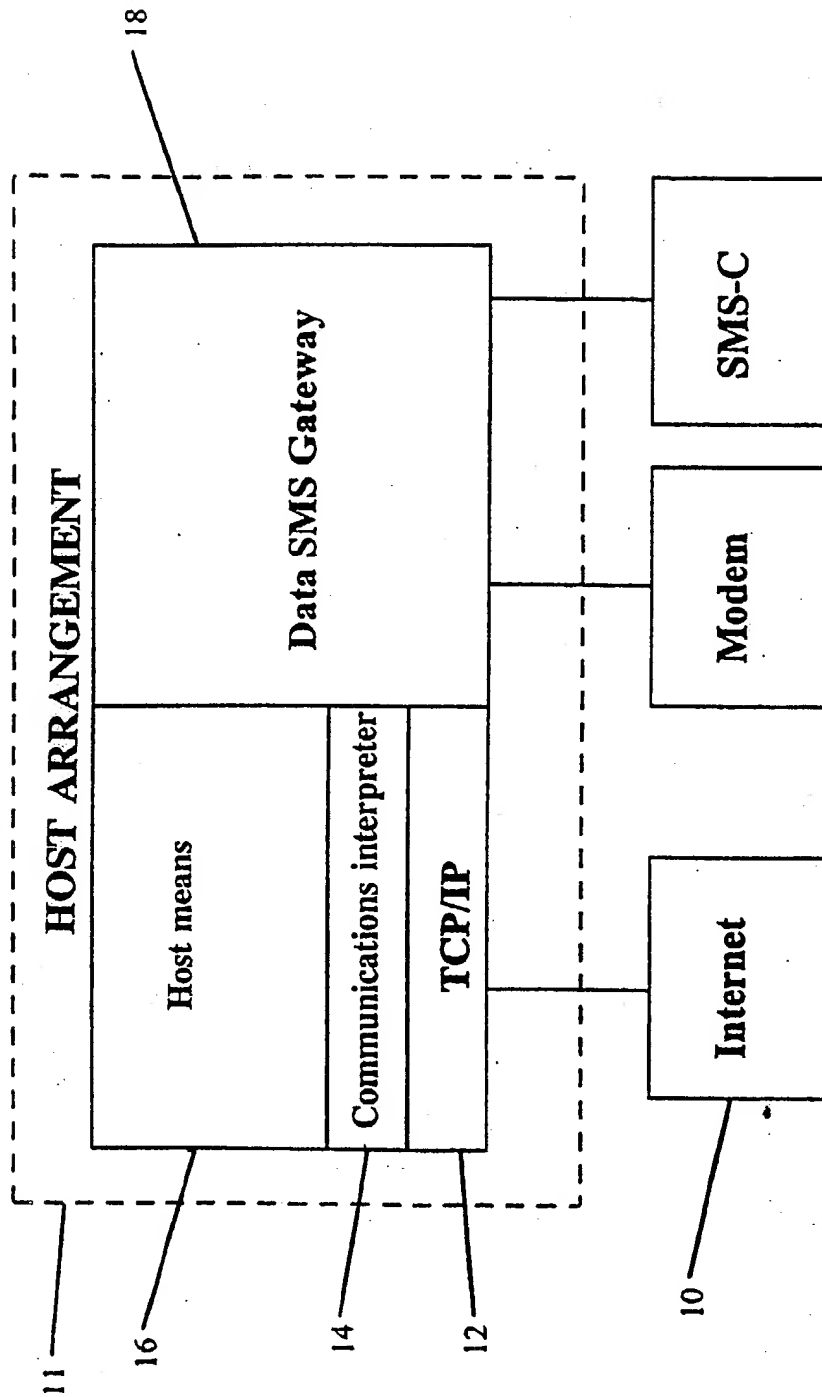 HOST ARRANGEMENT
11
16
Host means
Data SMS Gateway
18
14
Communications interpreter
12
TCP/IP
10
Internet
Modem
SMS-C